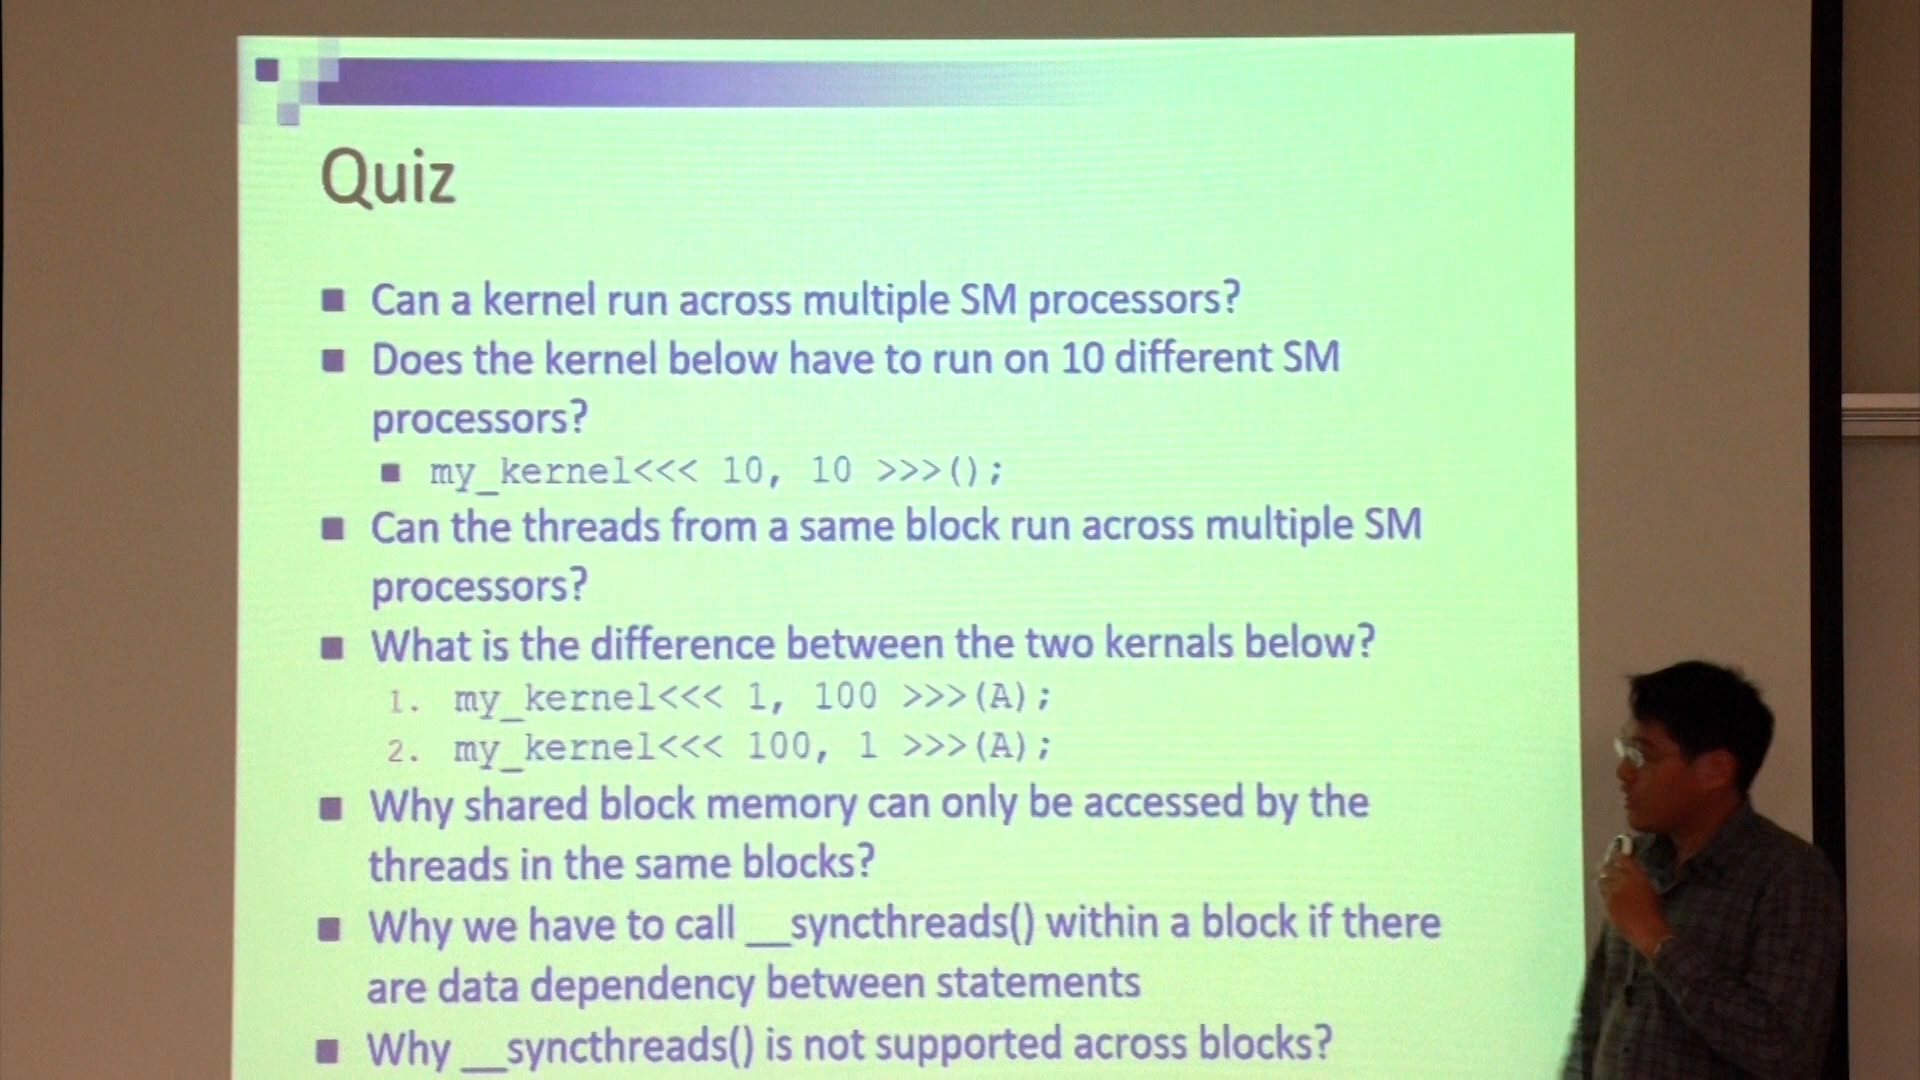 Quiz
Can a kernel run across multiple SM processors?
Does the kernel below have to run on 10 different SM
processors?
my_kernel<<< 10, 10 >>>();
Can the threads from a same block run across multiple SM
processors?
What is the difference between the two kernals below?
1. my_kernel<<< 1, 100 >>>(A);
2. my_kernel<<< 100, 1 >>>(A);
Why shared block memory can only be accessed by the
threads in the same blocks?
Why we have to call __syncthreads() within a block if there
are data dependency between statements
Why __syncthreads() is not supported across blocks?